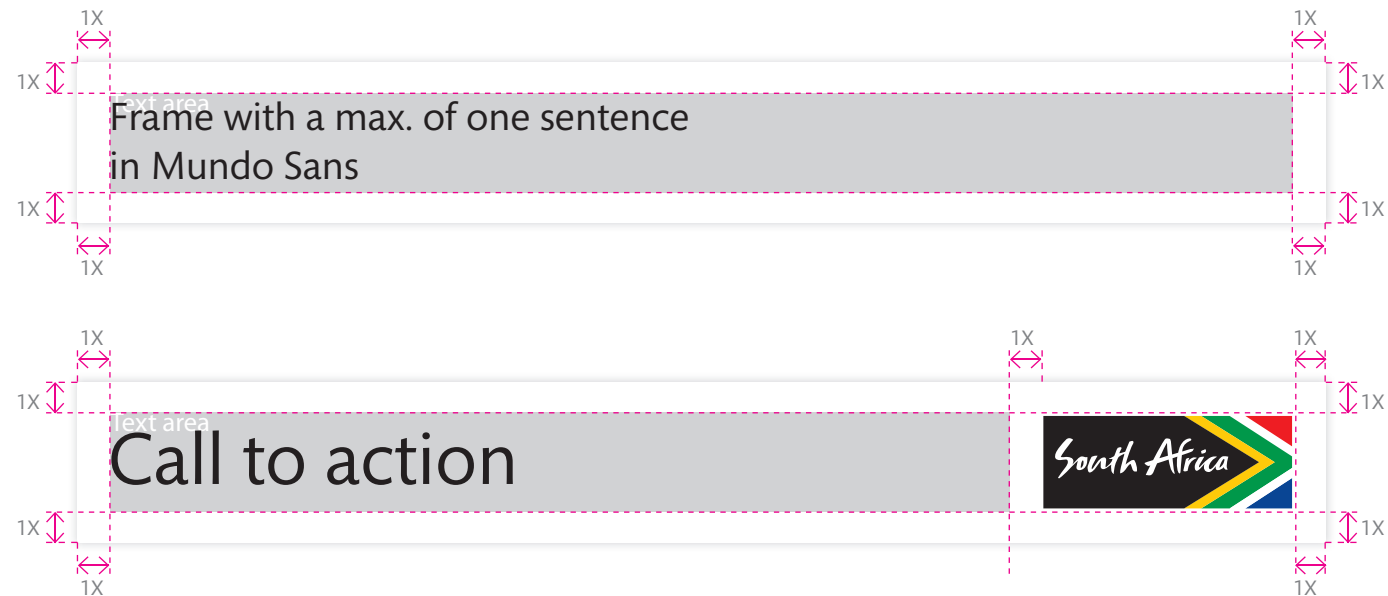 1X 1X
1X 1X
Text area
Frame with a max. of one sentence
in Mundo Sans
1X 1X
1X 1X
1X 1X 1X
1X 1X
Text area
Call to action
South Africa
1X 1X
1X 1X